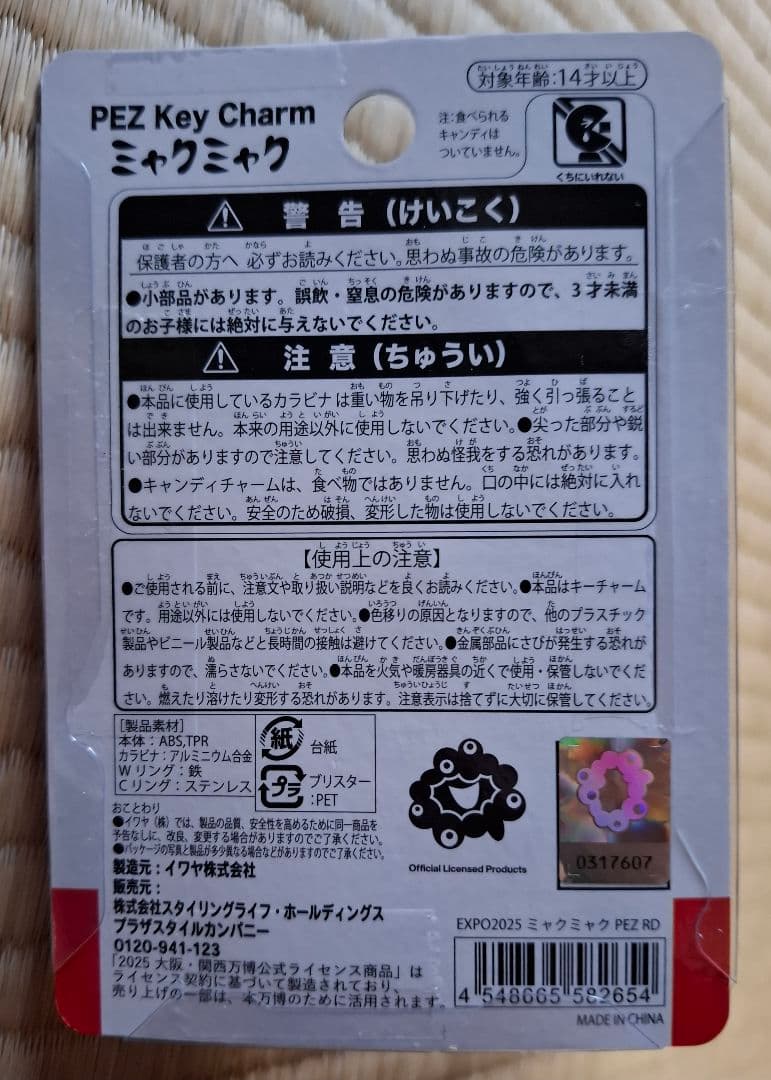 対象年齢:14才以上
PEZ Key Charm
ミャクミャク
注:食べられる
キャンディは
ついていません。
くちにいれない
警告(けいこく)
保護者の方へ 必ずお読みください。思わぬ事故の危険があります。
●小部品があります。誤飲・窒息の危険がありますので、3才未満
のお子様には絶対に与えないでください。
注意(ちゅうい)
●本品に使用しているカラビナは重い物を吊り下げたり、強く引っ張ること
は出来ません。本来の用途以外に使用しないでください。●尖った部分や鋭
い部分がありますので注意してください。思わぬ怪我をする恐れがあります。
●キャンディチャームは、食べ物ではありません。口の中には絶対に入れ
ないでください。安全のため破損、変形した物は使用しないでください。
【使用上の注意】
●ご使用される前に、注意文や取り扱い説明などを良くお読みください。●本品はキーチャーム
です。用途以外には使用しないでください。●色移りの原因となりますので、他のプラスチック
製品やビニール製品などと長時間の接触は避けてください。●金属部品にさびが発生する恐れが
ありますので、濡らさないでください。●本品を火気や暖房器具の近くで使用・保管しないでくだ
さい。燃えたり溶けたり変形する恐れがあります。注意表示は捨てずに大切に保管してください。
[製品素材]
本体:ABS,TPR
カラビナ:アルミニウム合金
Wリング:鉄
Cリング:ステンレス
紙 台紙
プラ ブリスター
:PET
おことわり
●イワヤ(株)では、製品の品質、安全性を高めるために同一商品を
予告なしに、改良、変更する場合がありますのでご了承ください。
●パッケージの写真と製品が多少異なる場合などがありますのでご了承ください。
製造元:イワヤ株式会社
販売元:
株式会社スタイリングライフ・ホールディングス
プラザスタイルカンパニー
0120-941-123
「2025 大阪・関西万博公式ライセンス商品」は
ライセンス契約に基づいて製造されており、
売り上げの一部は、本万博のために活用されます。
Official Licensed Products
0317607
EXPO2025 ミャクミャク PEZ RD
4 548665 582654
MADE IN CHINA